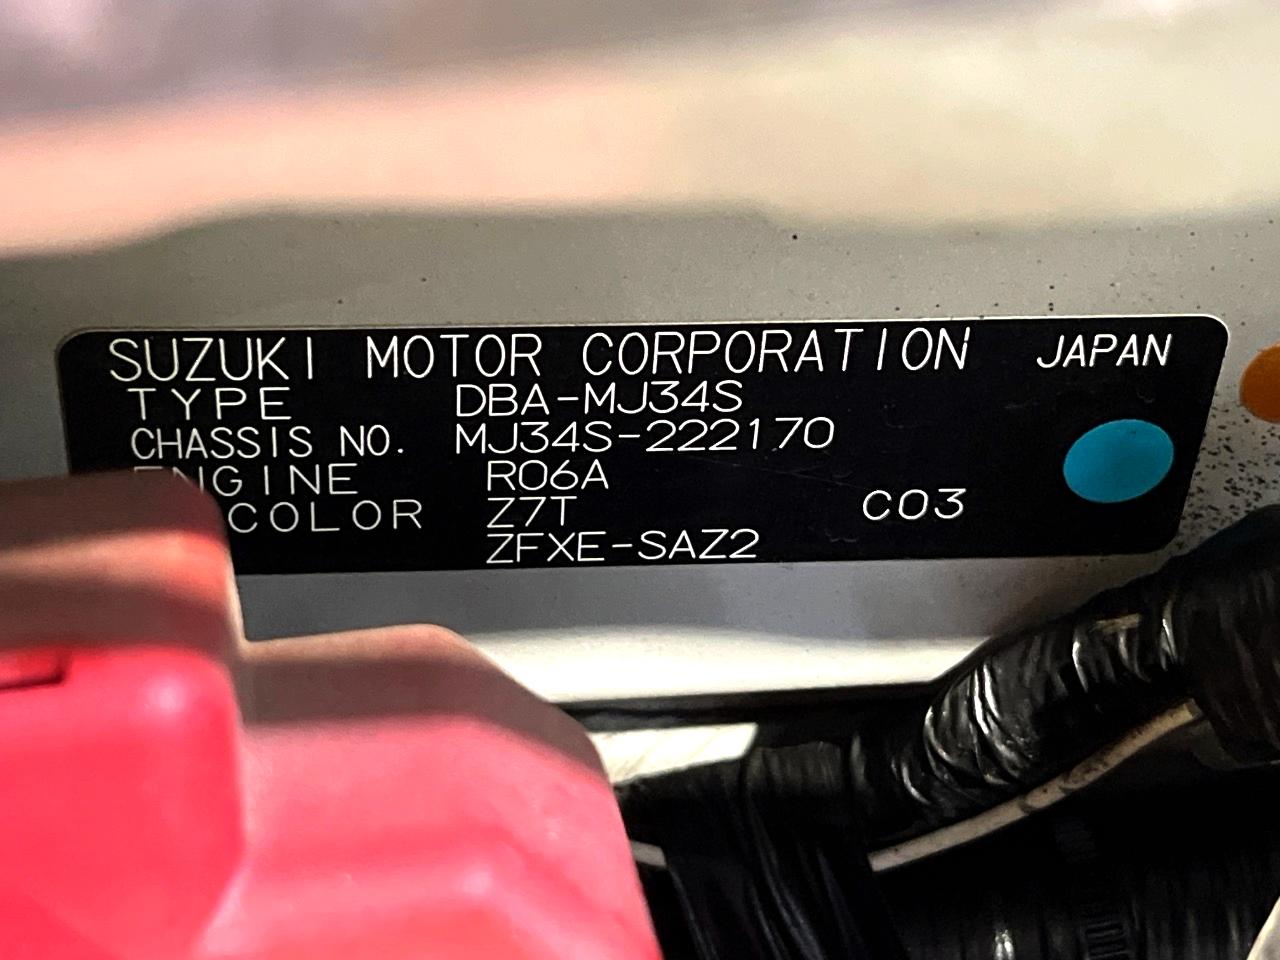 SUZUKI MOTOR CORPORATION JAPAN
TYPE DBA-MJ34S
CHASSIS NO. MJ34S-222170
ENGINE R06A
COLOR Z7T C03
ZFXE-SAZ2